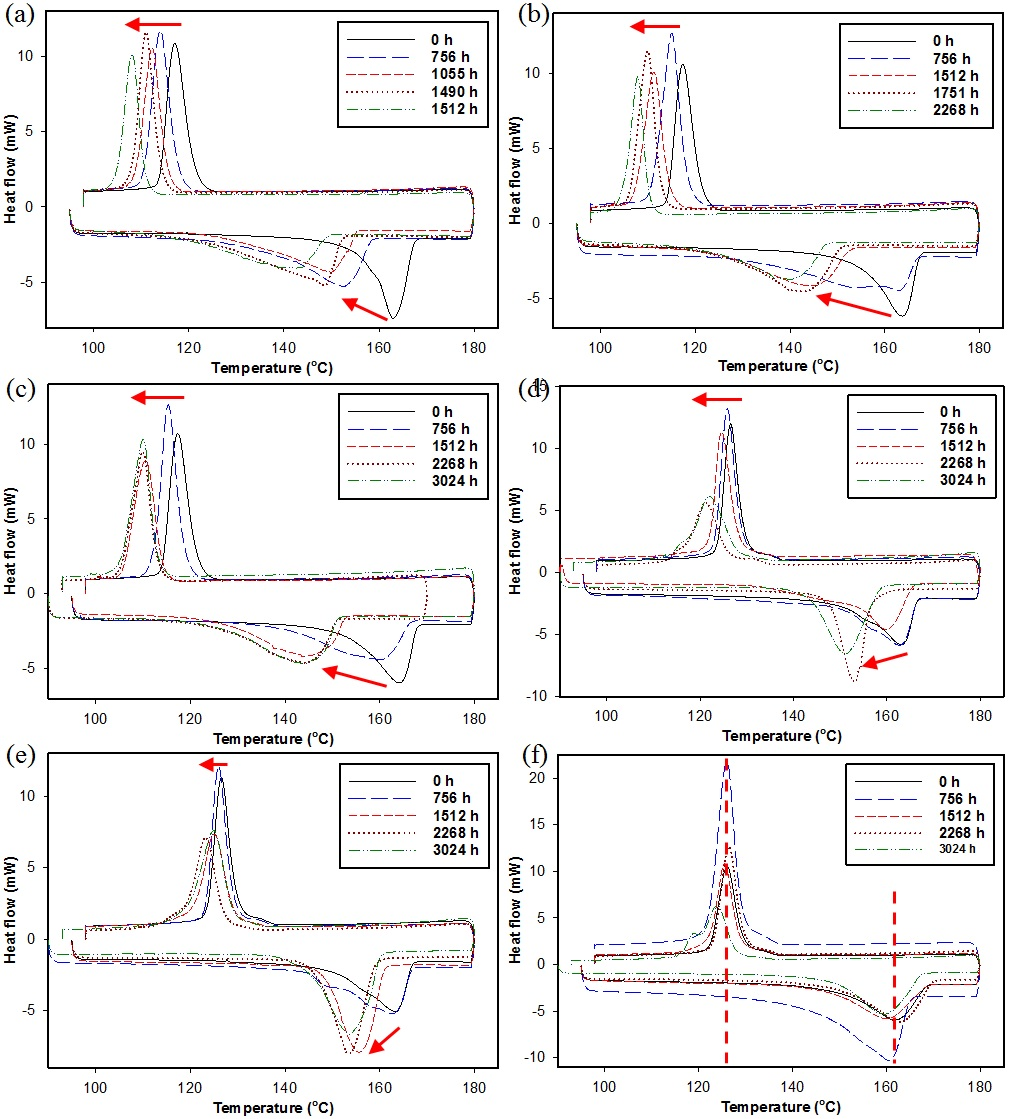 (a)
0 h
756 h
1055 h
1490 h
1512 h
10
5
0
-5
Heat flow (mW)
100 120 140 160 180
Temperature (°C)
(b)
0 h
756 h
1512 h
1751 h
2268 h
10
5
0
-5
Heat flow (mW)
100 120 140 160 180
Temperature (°C)
(c)
0 h
756 h
1512 h
2268 h
3024 h
10
5
0
-5
Heat flow (mW)
100 120 140 160 180
Temperature (°C)
(d)
0 h
756 h
1512 h
2268 h
3024 h
15
10
5
0
-5
-10
Heat flow (mW)
100 120 140 160 180
Temperature (°C)
(e)
0 h
756 h
1512 h
2268 h
3024 h
10
5
0
-5
Heat flow (mW)
100 120 140 160 180
Temperature (°C)
(f)
0 h
756 h
1512 h
2268 h
3024 h
20
15
10
5
0
-5
-10
Heat flow (mW)
100 120 140 160 180
Temperature (°C)